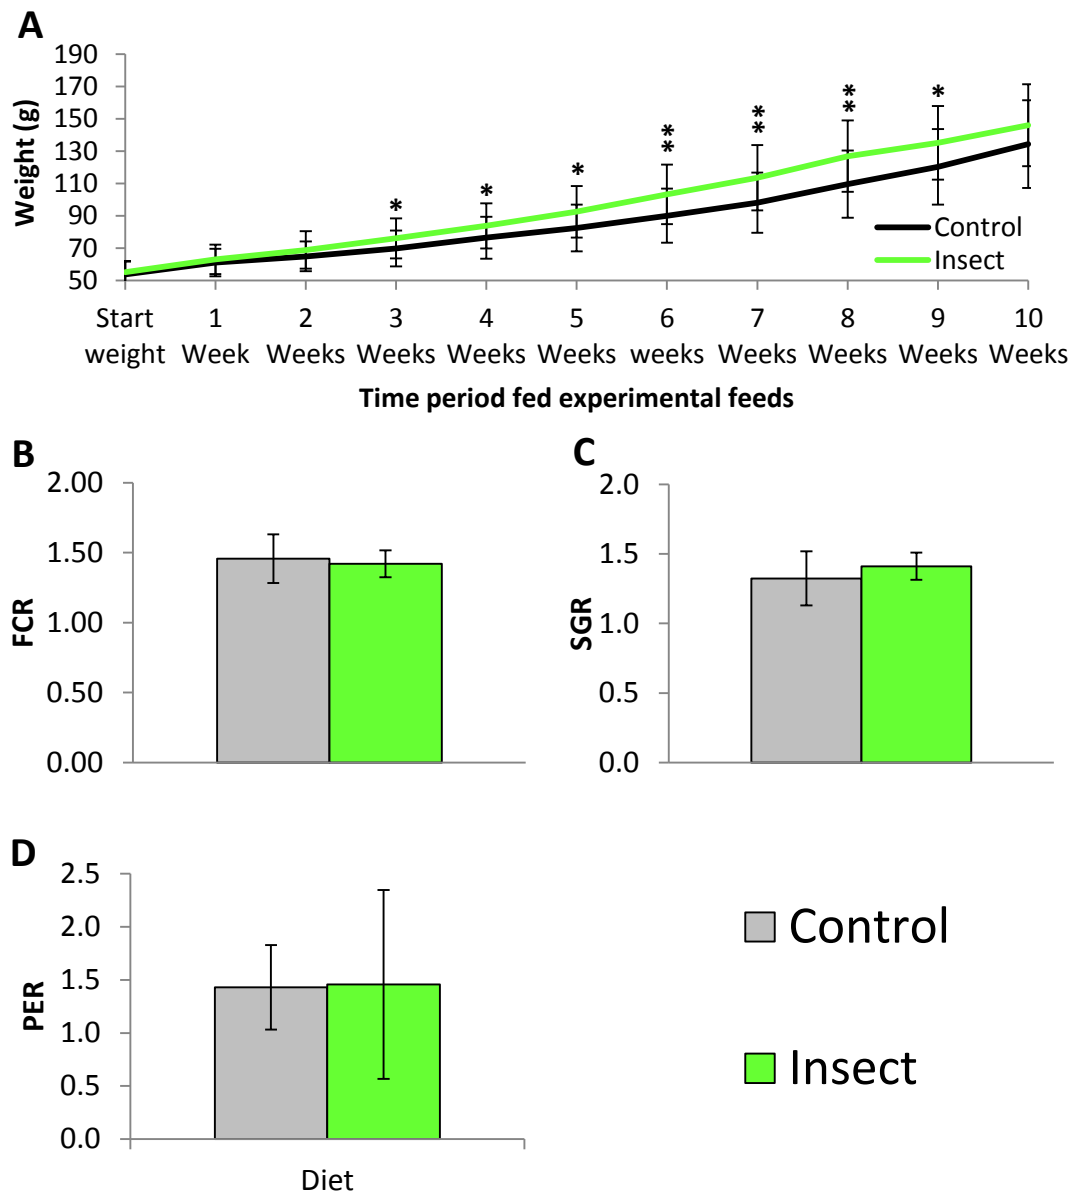 A
190
170
150
130
110
90
70
50
Weight (g)
* * * ** ** ** *
Control
Insect
Start 1 2 3 4 5 6 7 8 9 10
weight Week Weeks Weeks Weeks Weeks weeks Weeks Weeks Weeks Weeks
Time period fed experimental feeds
B
2.00
1.50
1.00
0.50
0.00
FCR
C
2.0
1.5
1.0
0.5
0.0
SGR
D
2.5
2.0
1.5
1.0
0.5
0.0
PER
Diet
Control
Insect